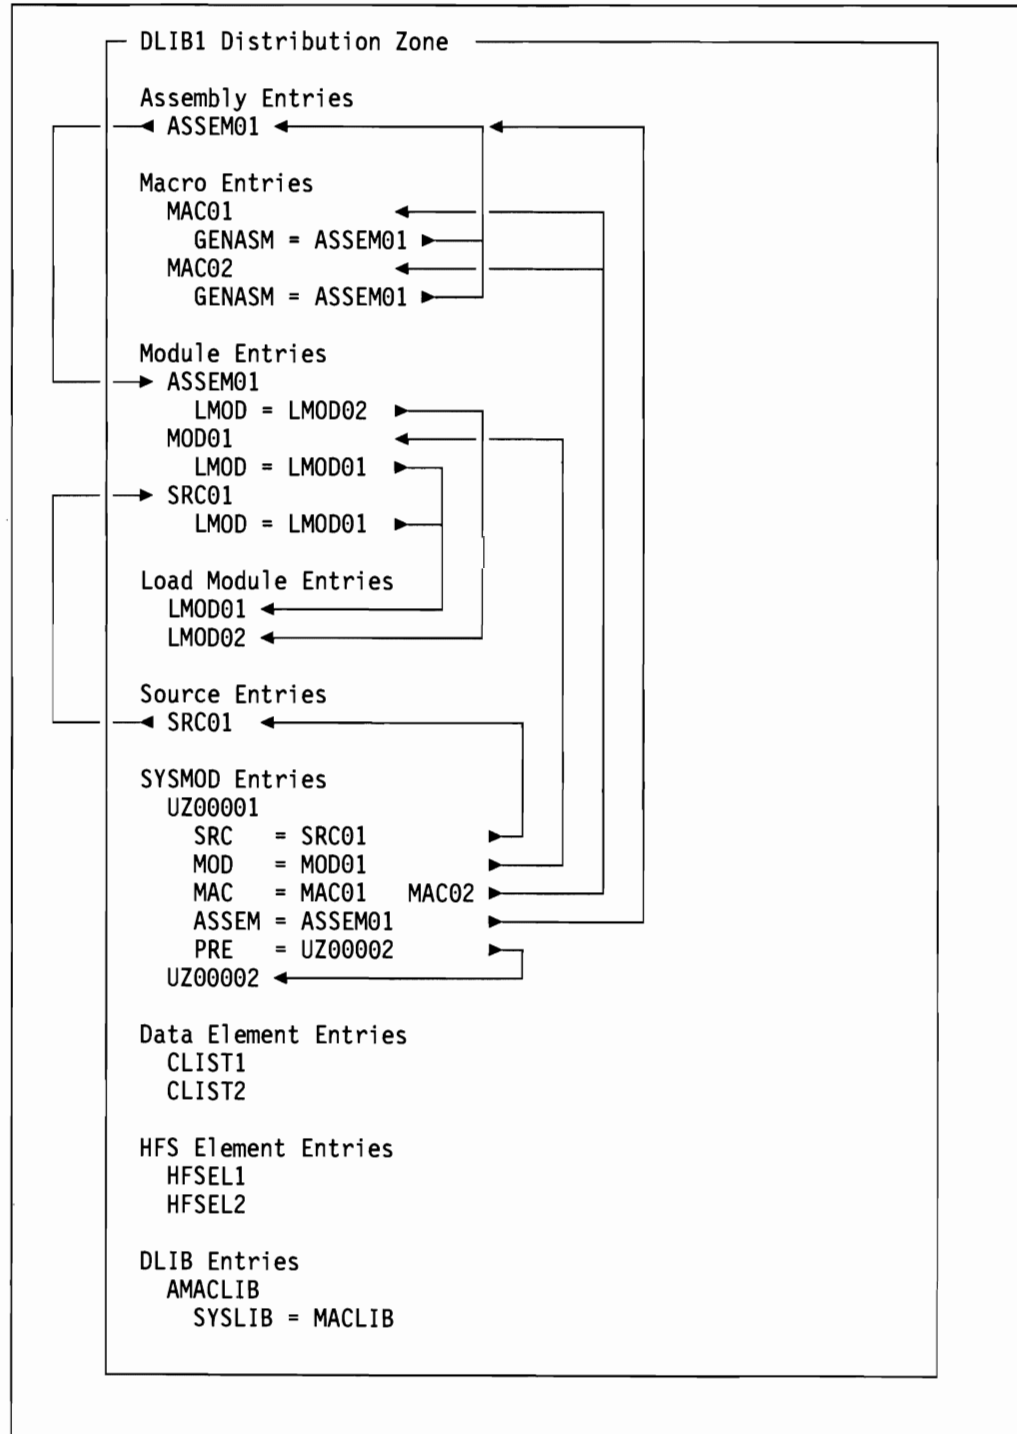 DLIB1 Distribution Zone
Assembly Entries
ASSEM01
Macro Entries
MAC01
GENASM = ASSEM01
MAC02
GENASM = ASSEM01
Module Entries
ASSEM01
LMOD = LMOD02
MOD01
LMOD = LMOD01
SRC01
LMOD = LMOD01
Load Module Entries
LMOD01
LMOD02
Source Entries
SRC01
SYSMOD Entries
UZ00001
SRC = SRC01
MOD = MOD01
MAC = MAC01 MAC02
ASSEM = ASSEM01
PRE = UZ00002
UZ00002
Data Element Entries
CLIST1
CLIST2
HFS Element Entries
HFSEL1
HFSEL2
DLIB Entries
AMACLIB
SYSLIB = MACLIB